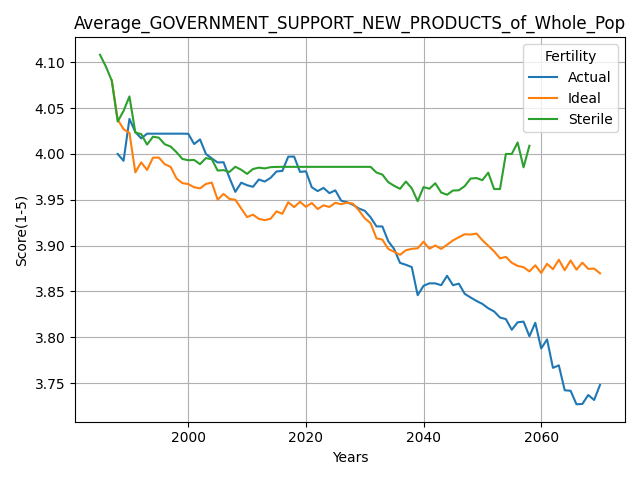 Average_GOVERNMENT_SUPPORT_NEW_PRODUCTS_of_Whole_Pop
Fertility
Actual
Ideal
Sterile
4.10
4.05
4.00
3.95
3.90
3.85
3.80
3.75
Score(1-5)
2000 2020 2040 2060
Years